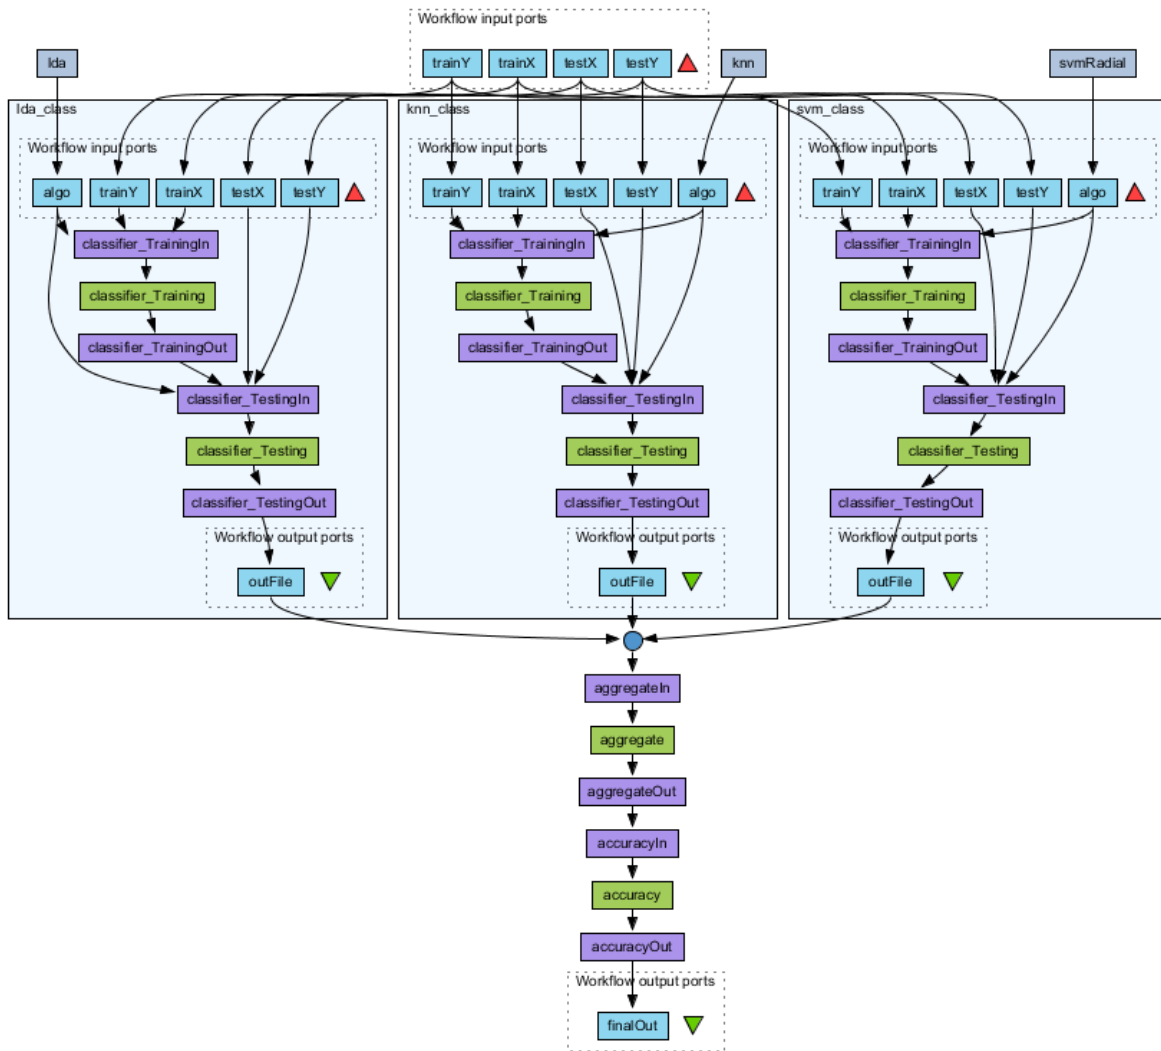 Workflow input ports
lda
trainY
trainX
testX
testY
knn
svmRadial
lda_class
knn_class
svm_class
Workflow input ports
Workflow input ports
Workflow input ports
algo
trainY
trainX
testX
testY
trainY
trainX
testX
testY
algo
trainY
trainX
testX
testY
algo
classifier_TrainingIn
classifier_TrainingIn
classifier_TrainingIn
classifier_Training
classifier_Training
classifier_Training
classifier_TrainingOut
classifier_TrainingOut
classifier_TrainingOut
classifier_TestingIn
classifier_TestingIn
classifier_TestingIn
classifier_Testing
classifier_Testing
classifier_Testing
classifier_TestingOut
classifier_TestingOut
classifier_TestingOut
Workflow output ports
Workflow output ports
Workflow output ports
outFile
outFile
outFile
aggregateIn
aggregate
aggregateOut
accuracyIn
accuracy
accuracyOut
Workflow output ports
finalOut